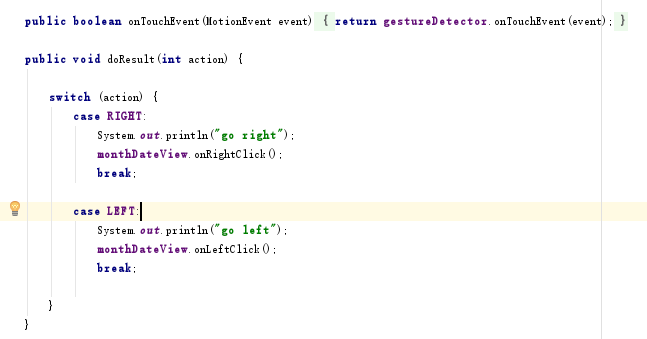 public boolean onTouchEvent(MotionEvent event) { return gestureDetector.onTouchEvent(event); }
public void doResult(int action) {
switch (action) {
case RIGHT:
System.out.println("go right");
monthDateView.onRightClick();
break;
case LEFT:
System.out.println("go left");
monthDateView.onLeftClick();
break;
}
}